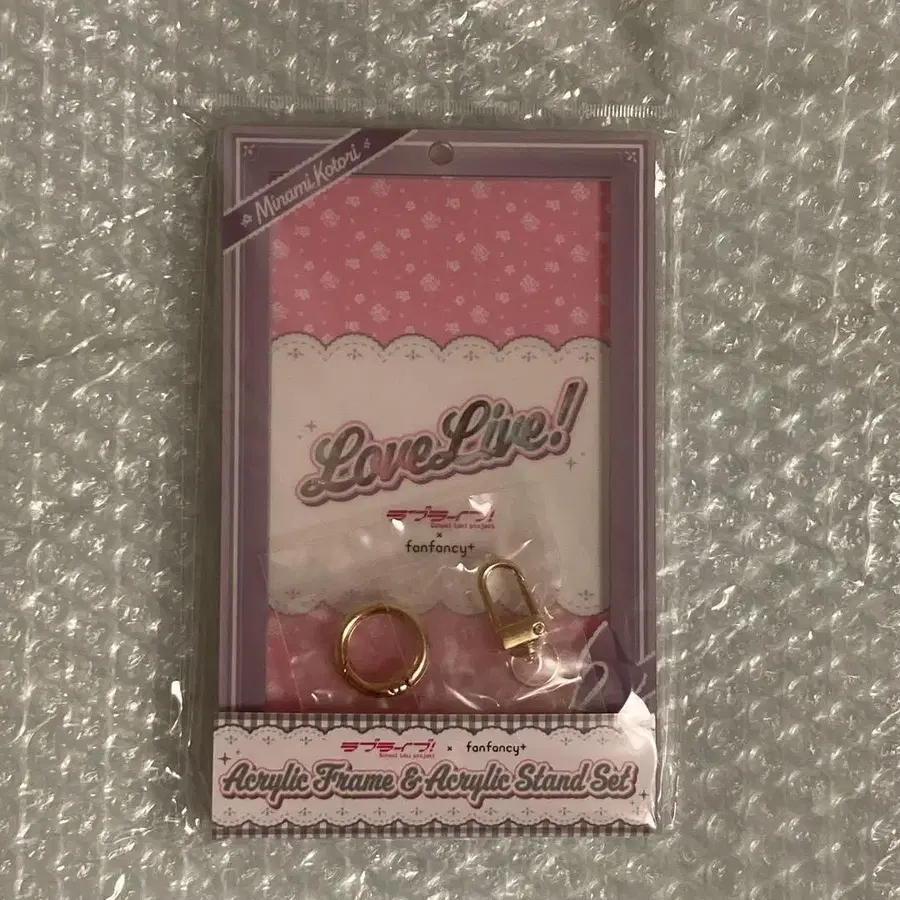 Minami Kotori
LoveLive!
ラブライブ!
School idol project
×
fanfancy+
ラブライブ! × fanfancy+
School idol project
Acrylic Frame & Acrylic Stand Set